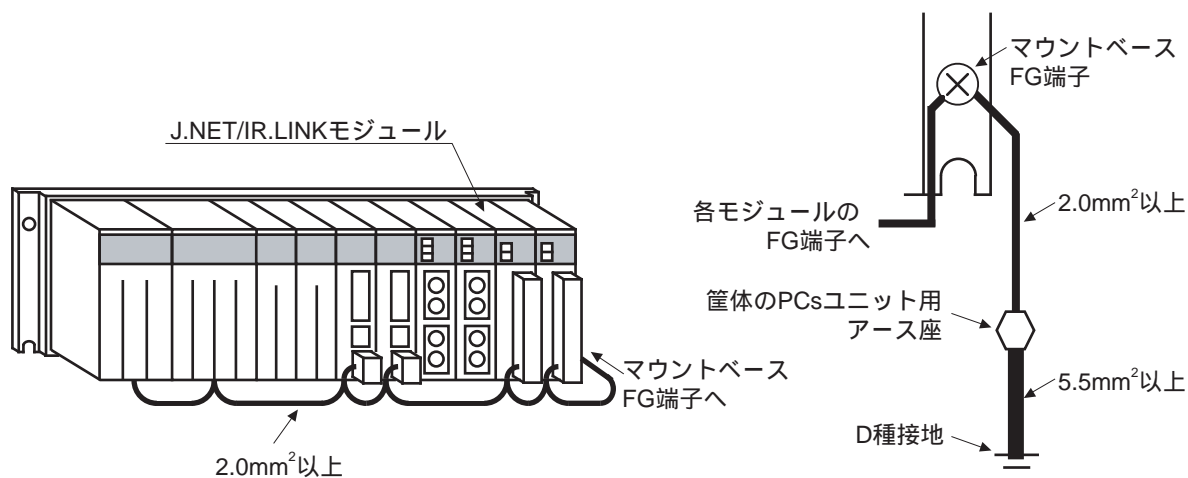 J.NET/IR.LINKモジュール
マウントベース
FG端子へ
2.0mm²以上
マウントベース
FG端子
各モジュールの
FG端子へ
2.0mm²以上
筐体のPCsユニット用
アース座
5.5mm²以上
D種接地